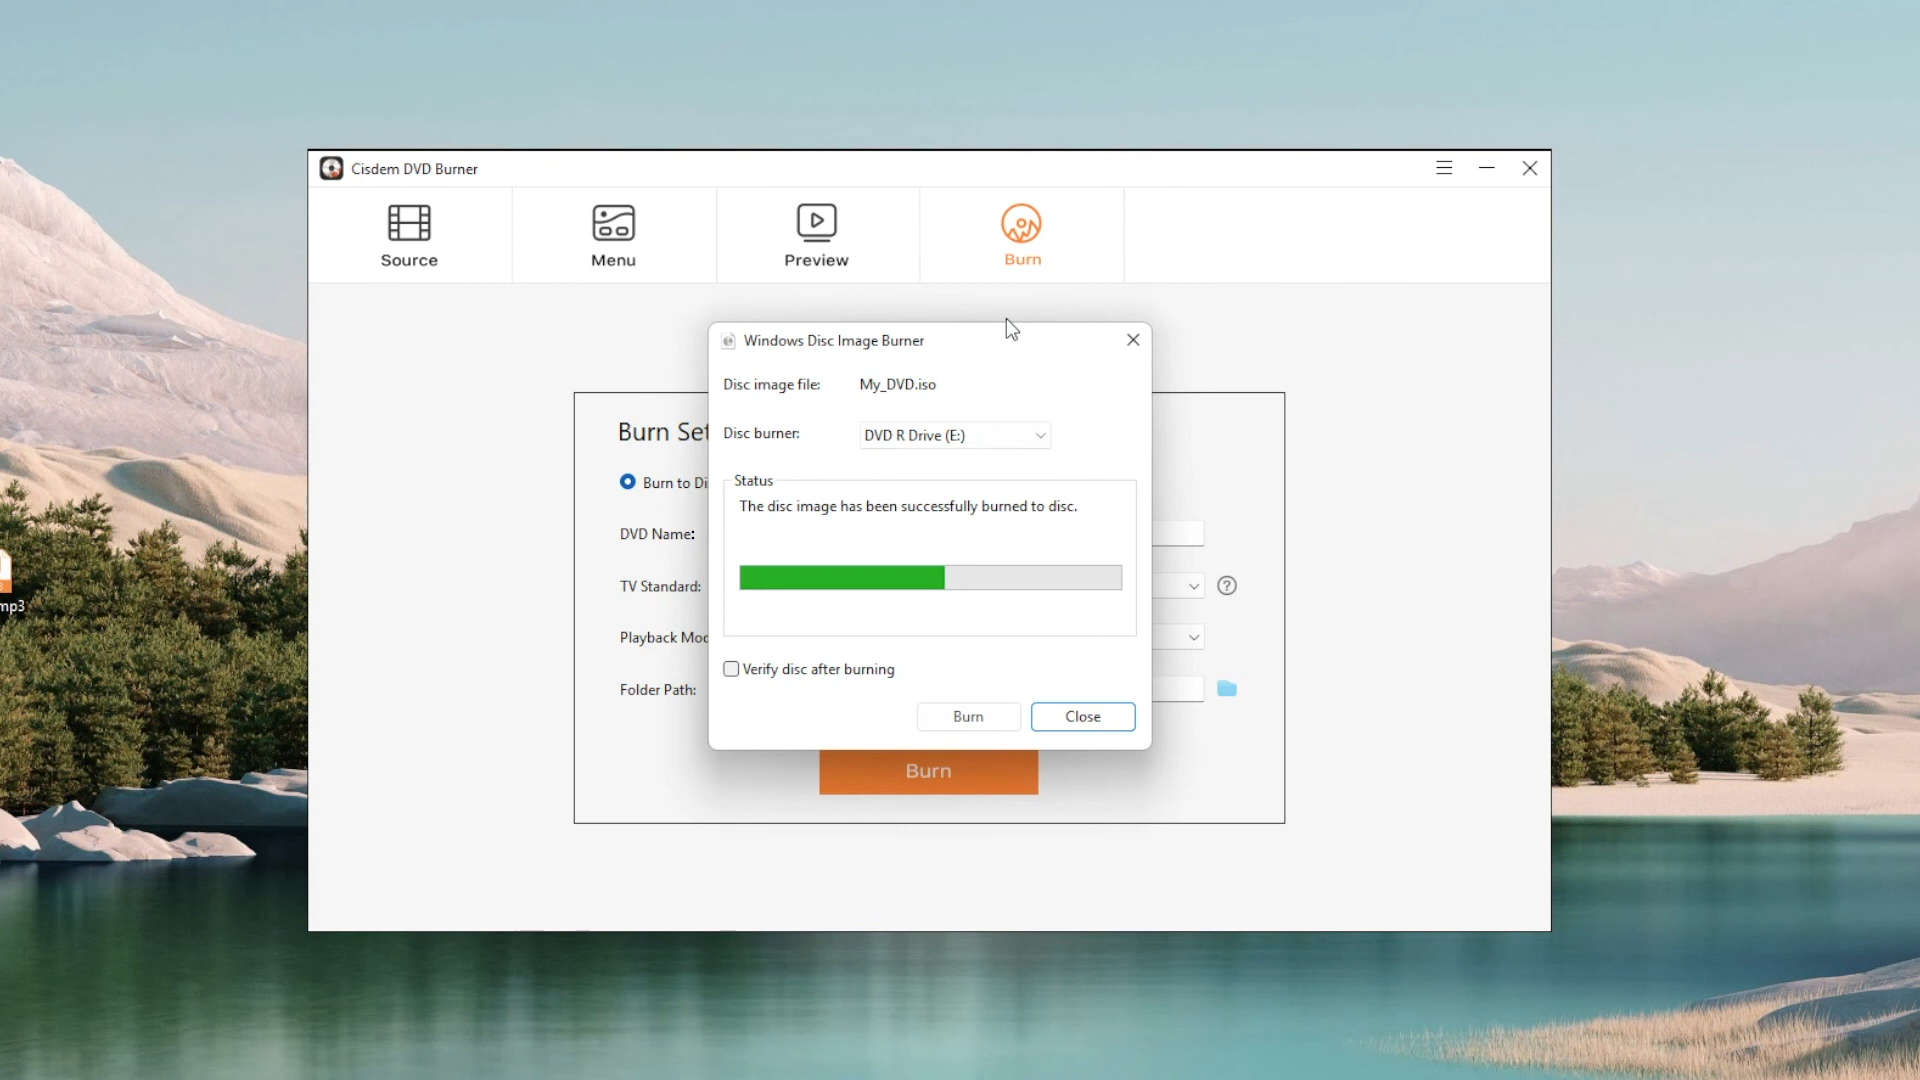 Cisdem DVD Burner
Source
Menu
Preview
Burn
Windows Disc Image Burner
Disc image file: My_DVD.iso
Burn Set
Disc burner: DVD R Drive (E:)
Burn to Di
Status
The disc image has been successfully burned to disc.
DVD Name:
TV Standard:
?
mp3
Playback Mod
Verify disc after burning
Folder Path:
Burn
Close
Burn